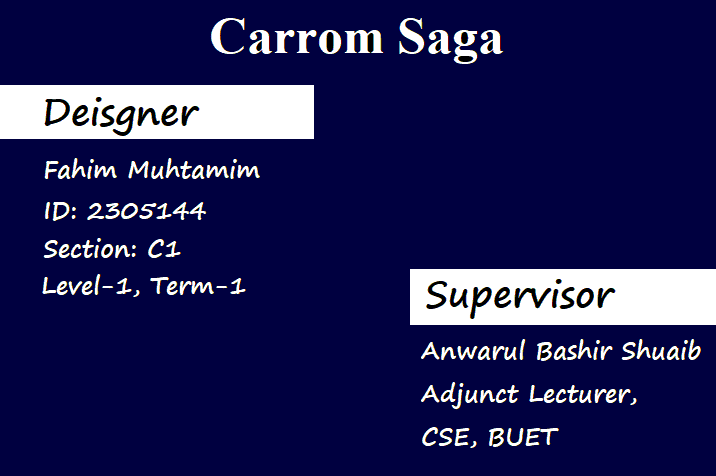 Carrom Saga
Deisgner
Fahim Muhtamim
ID: 2305144
Section: C1
Level-1, Term-1
Supervisor
Anwarul Bashir Shuaib
Adjunct Lecturer,
CSE, BUET